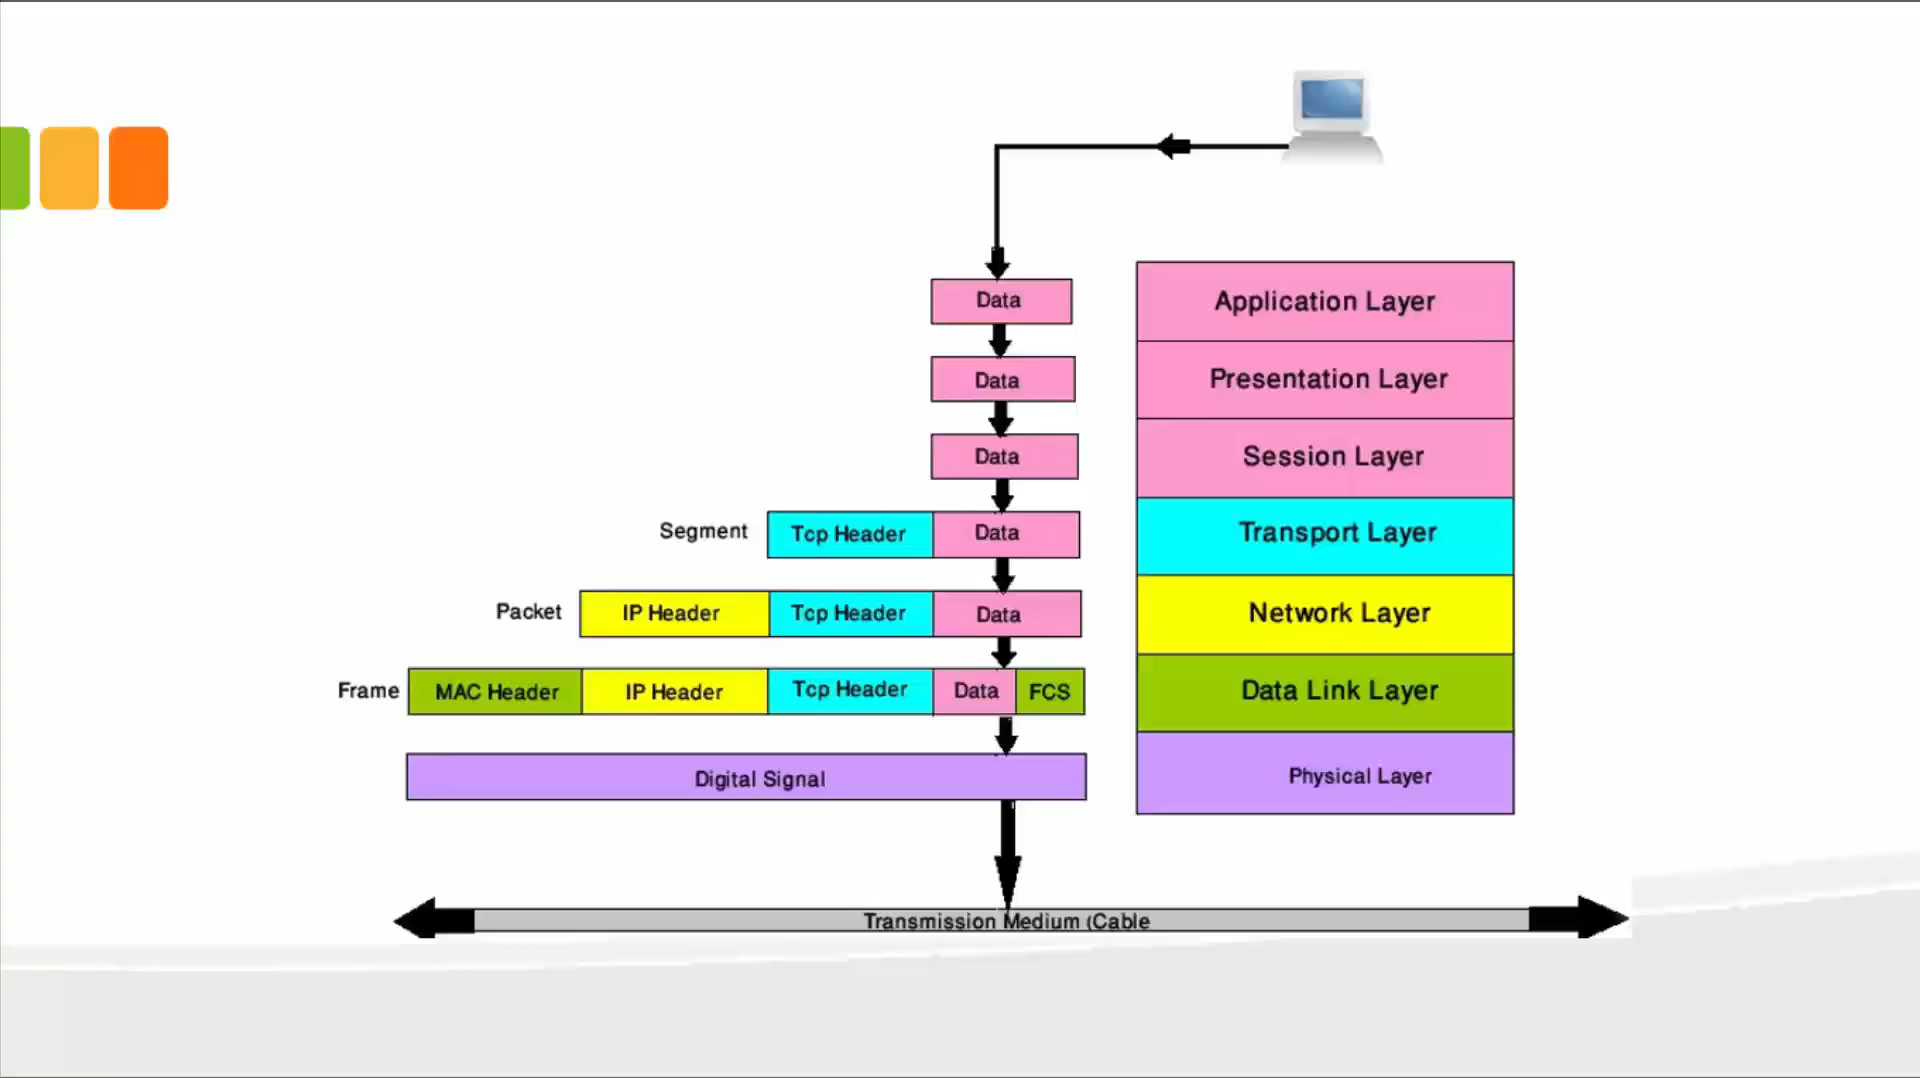 Data
Application Layer
Data
Presentation Layer
Data
Session Layer
Segment
Tcp Header
Data
Transport Layer
Packet
IP Header
Tcp Header
Data
Network Layer
Frame
MAC Header
IP Header
Tcp Header
Data
FCS
Data Link Layer
Digital Signal
Physical Layer
Transmission Medium (Cable